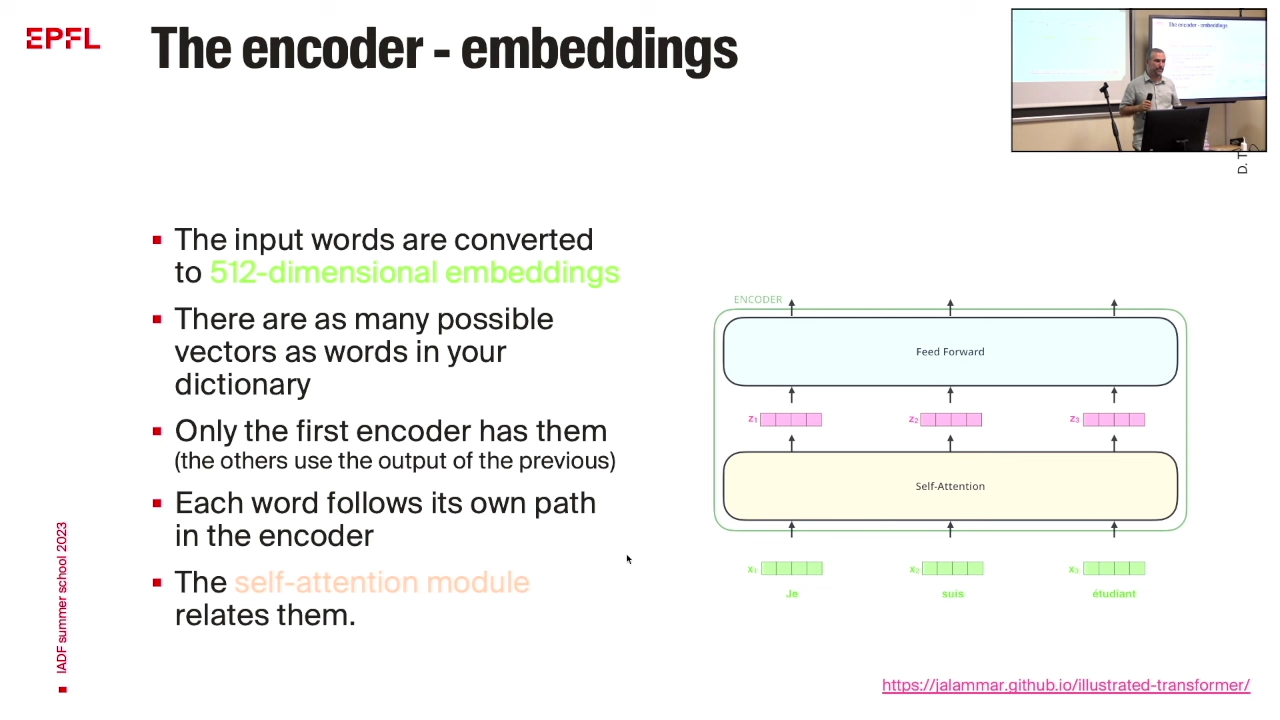 EPFL
The encoder - embeddings
The encoder - embeddings
D. T
The input words are converted
to 512-dimensional embeddings
There are as many possible
vectors as words in your
dictionary
Only the first encoder has them
(the others use the output of the previous)
Each word follows its own path
in the encoder
The self-attention module
relates them.
ENCODER
Feed Forward
z₁
z₂
z₃
Self-Attention
x₁
x₂
x₃
Je
suis
étudiant
IADF summer school 2023
https://jalammar.github.io/illustrated-transformer/